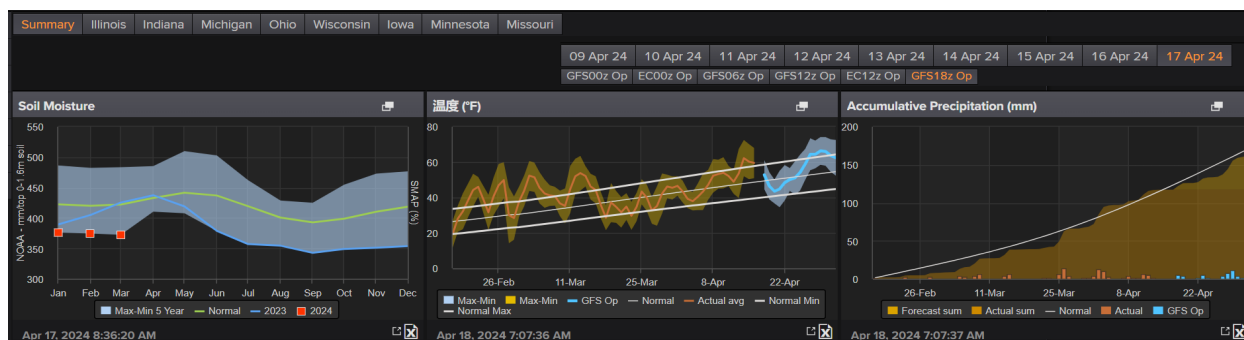 Summary Illinois Indiana Michigan Ohio Wisconsin Iowa Minnesota Missouri
09 Apr 24 10 Apr 24 11 Apr 24 12 Apr 24 13 Apr 24 14 Apr 24 15 Apr 24 16 Apr 24 17 Apr 24
GFS00z Op EC00z Op GFS06z Op GFS12z Op EC12z Op GFS18z Op
Soil Moisture
550
500
450
400
350
300
NOAA - mm/top 0-1.6m soil
SMAP (%)
Jan Feb Mar Apr May Jun Jul Aug Sep Oct Nov Dec
Max-Min 5 Year Normal 2023 2024
Apr 17, 2024 8:36:20 AM
温度 (°F)
80
60
40
20
0
26-Feb 11-Mar 25-Mar 8-Apr 22-Apr
Max-Min Max-Min GFS Op Normal Actual avg Normal Min
Normal Max
Apr 18, 2024 7:07:36 AM
Accumulative Precipitation (mm)
200
150
100
50
0
26-Feb 11-Mar 25-Mar 8-Apr 22-Apr
Forecast sum Actual sum Normal Actual GFS Op
Apr 18, 2024 7:07:37 AM